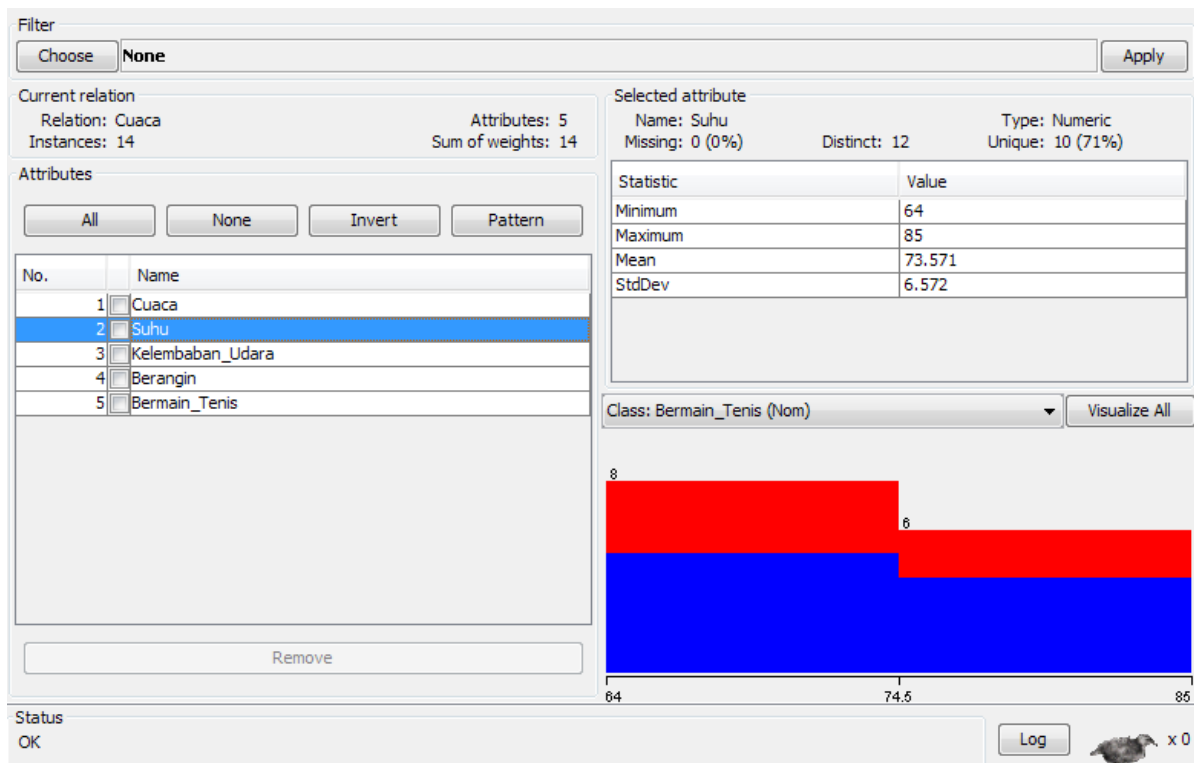 Filter
Choose None Apply
Current relation
Relation: Cuaca Attributes: 5
Instances: 14 Sum of weights: 14
Attributes
All None Invert Pattern
No. Name
1 Cuaca
2 Suhu
3 Kelembaban_Udara
4 Berangin
5 Bermain_Tenis
Remove
Selected attribute
Name: Suhu Type: Numeric
Missing: 0 (0%) Distinct: 12 Unique: 10 (71%)
Statistic Value
Minimum 64
Maximum 85
Mean 73.571
StdDev 6.572
Class: Bermain_Tenis (Nom) Visualize All
8
6
64 74.5 85
Status
OK Log x 0